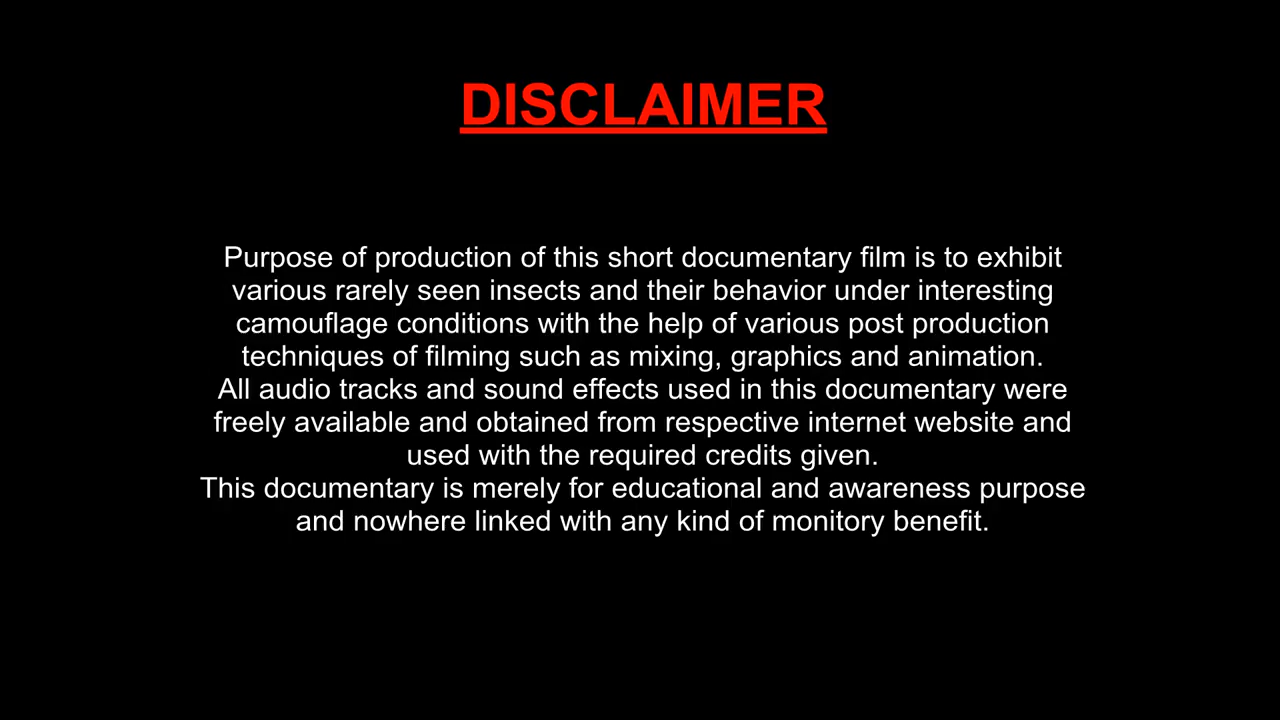 DISCLAIMER
Purpose of production of this short documentary film is to exhibit
various rarely seen insects and their behavior under interesting
camouflage conditions with the help of various post production
techniques of filming such as mixing, graphics and animation.
All audio tracks and sound effects used in this documentary were
freely available and obtained from respective internet website and
used with the required credits given.
This documentary is merely for educational and awareness purpose
and nowhere linked with any kind of monitory benefit.